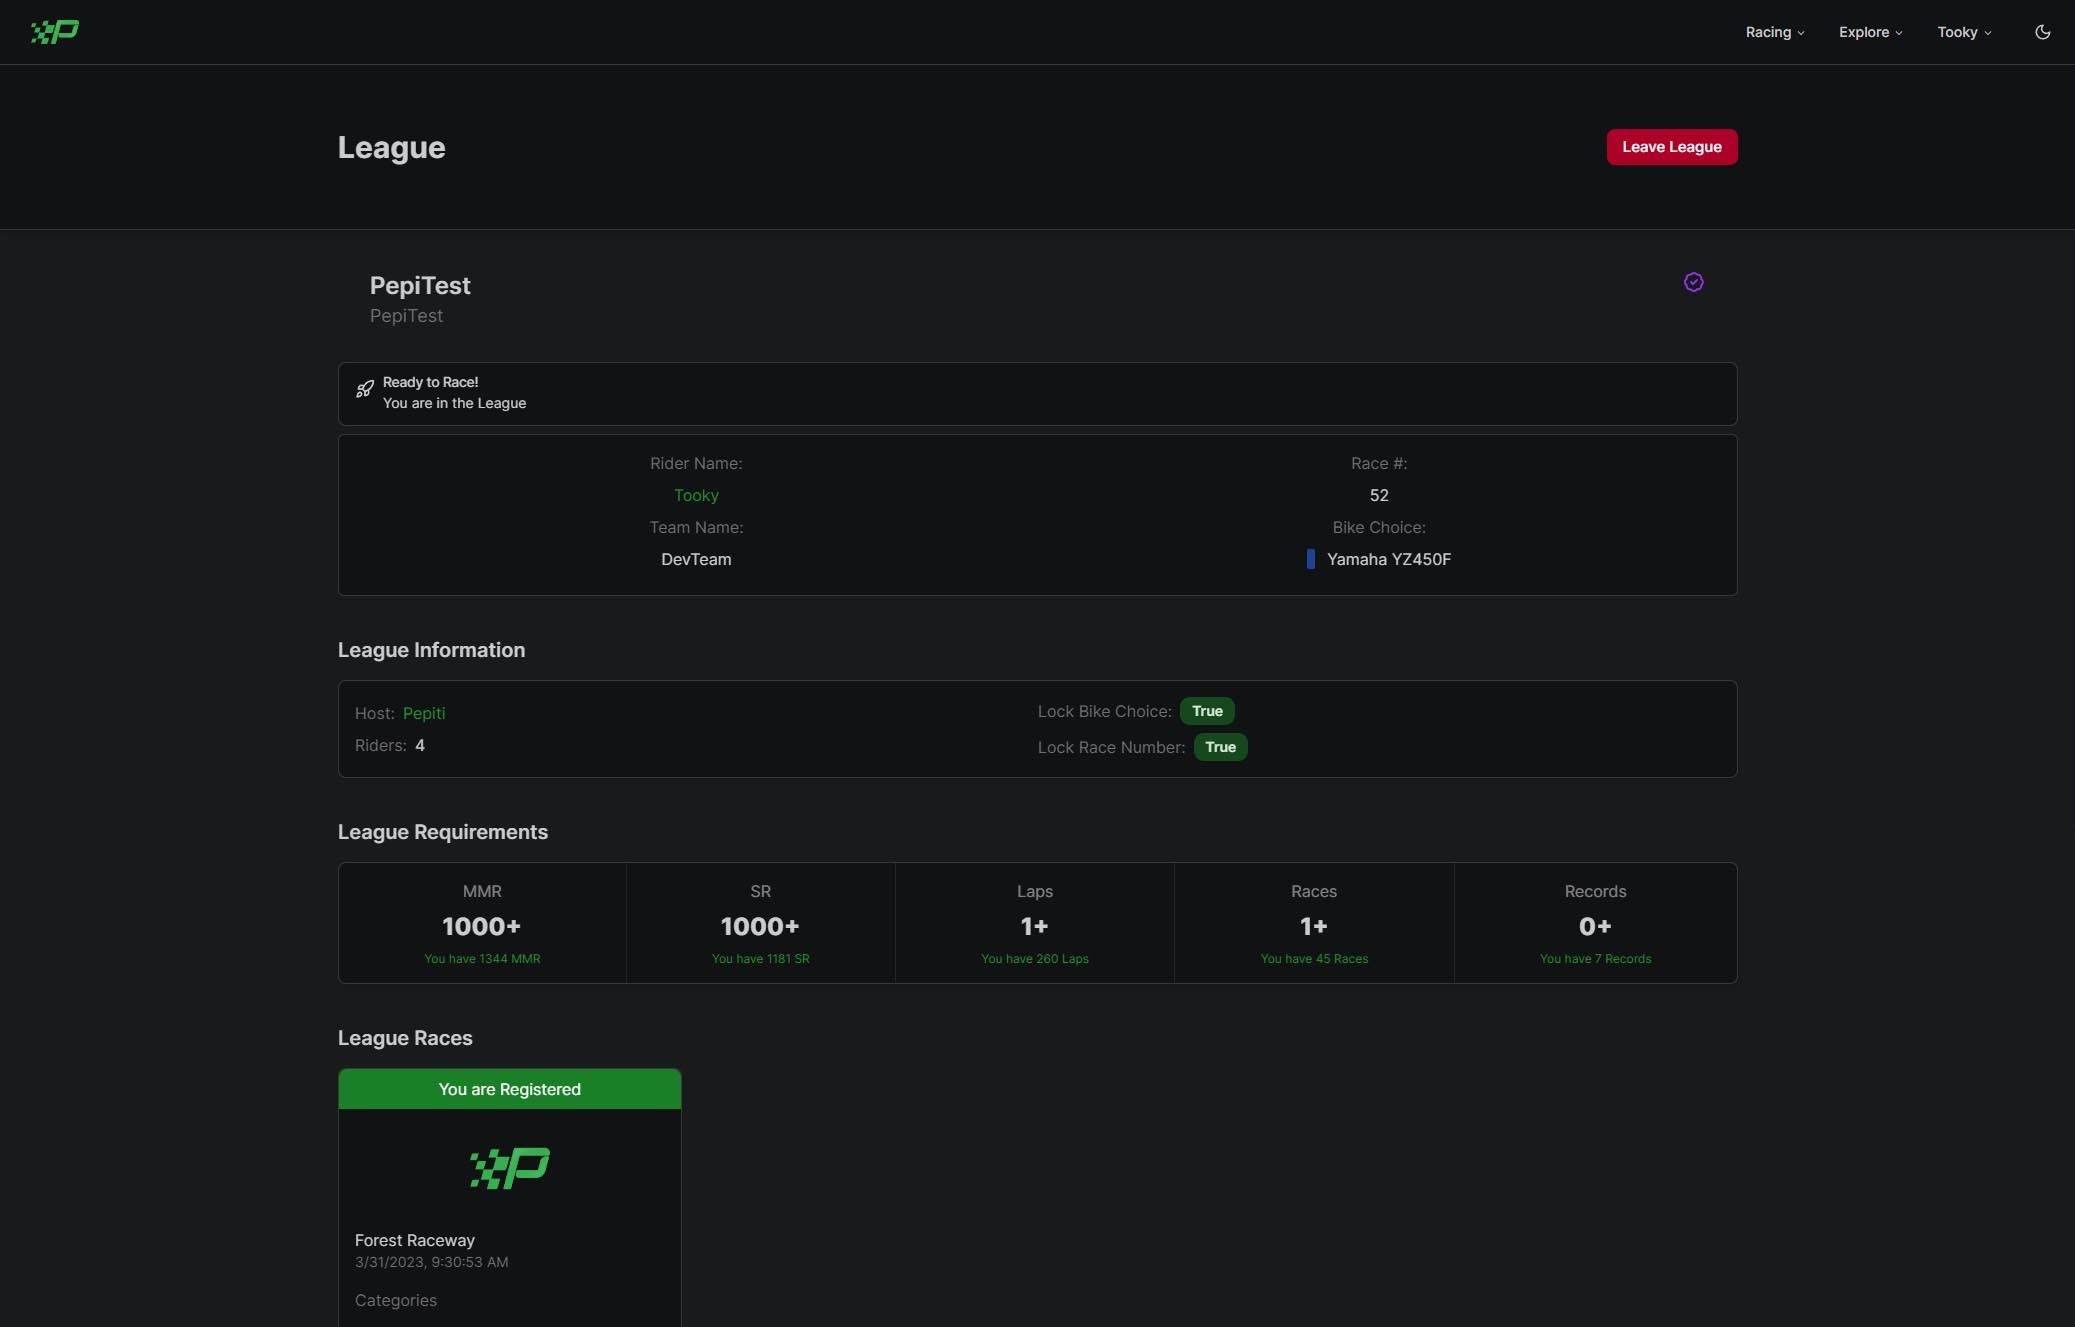 Racing
Explore
Tooky
League
Leave League
PepiTest
PepiTest
Ready to Race!
You are in the League
Rider Name:
Tooky
Team Name:
DevTeam
Race #:
52
Bike Choice:
Yamaha YZ450F
League Information
Host: Pepiti
Riders: 4
Lock Bike Choice: True
Lock Race Number: True
League Requirements
MMR
1000+
You have 1344 MMR
SR
1000+
You have 1181 SR
Laps
1+
You have 260 Laps
Races
1+
You have 45 Races
Records
0+
You have 7 Records
League Races
You are Registered
P
Forest Raceway
3/31/2023, 9:30:53 AM
Categories